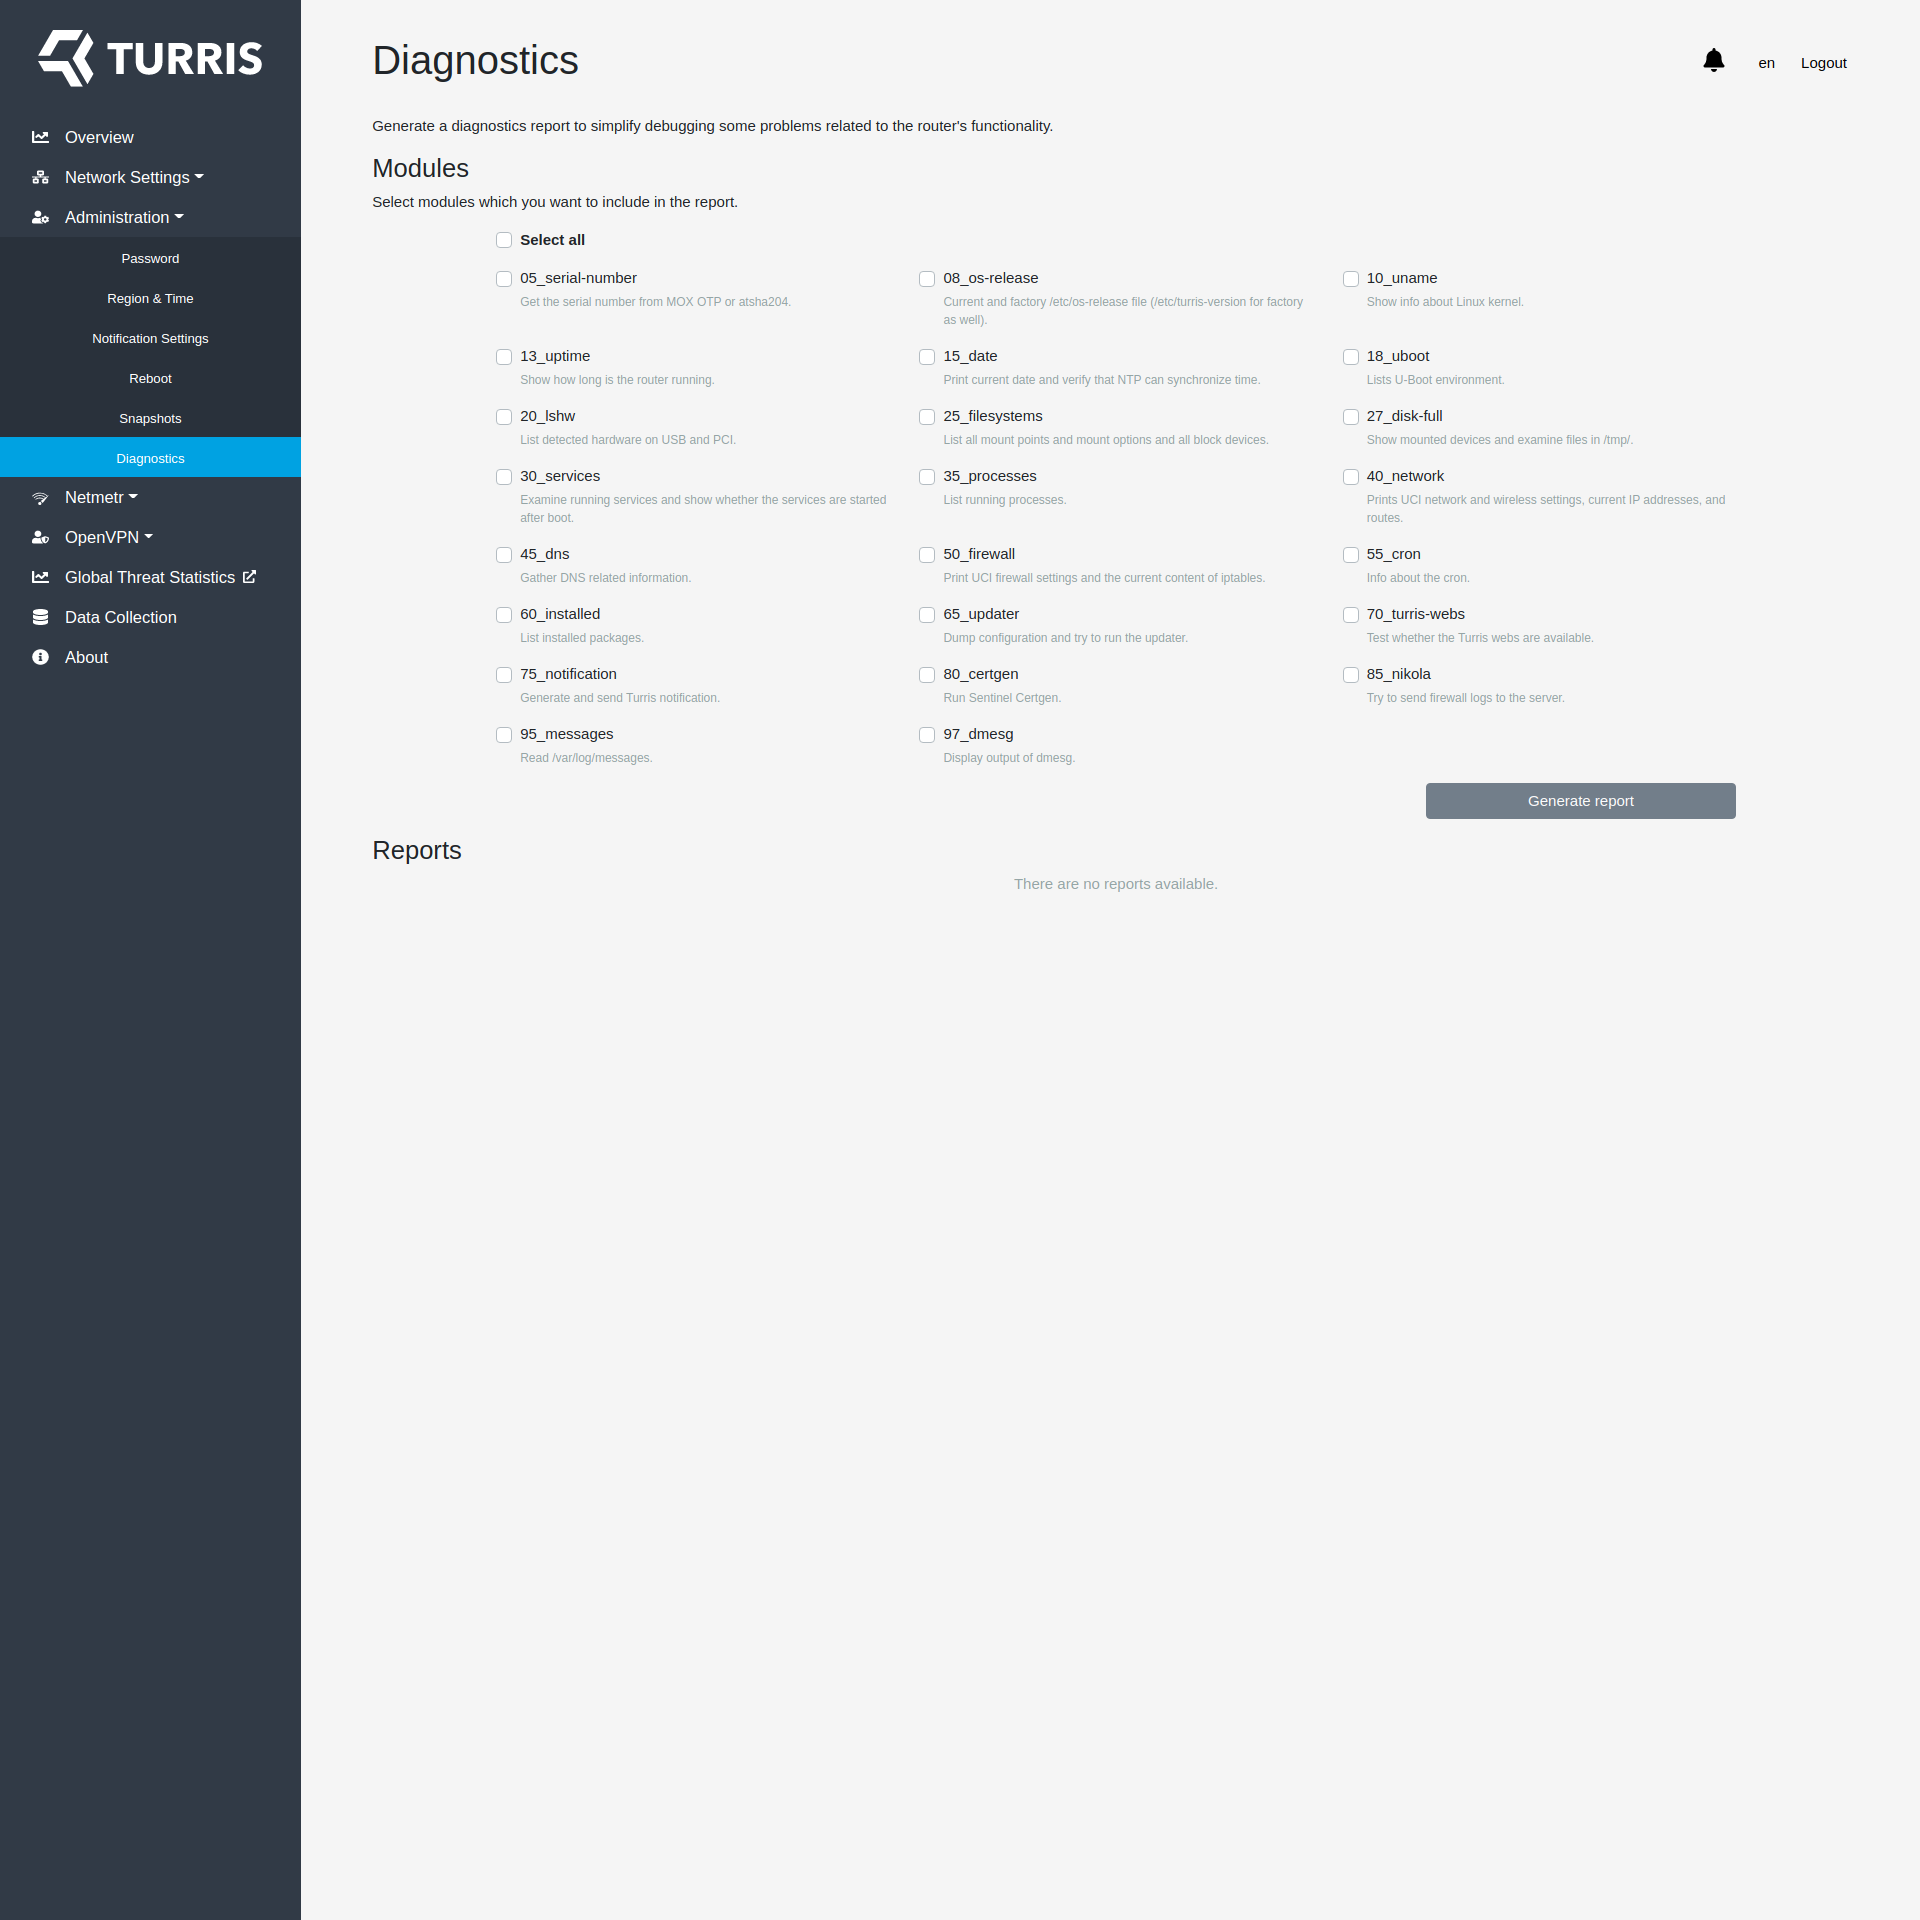 TURRIS
Overview
Network Settings
Administration
Password
Region & Time
Notification Settings
Reboot
Snapshots
Diagnostics
Netmetr
OpenVPN
Global Threat Statistics
Data Collection
About
Diagnostics
en
Logout
Generate a diagnostics report to simplify debugging some problems related to the router's functionality.
Modules
Select modules which you want to include in the report.
Select all
05_serial-number
Get the serial number from MOX OTP or atsha204.
08_os-release
Current and factory /etc/os-release file (/etc/turris-version for factory
as well).
10_uname
Show info about Linux kernel.
13_uptime
Show how long is the router running.
15_date
Print current date and verify that NTP can synchronize time.
18_uboot
Lists U-Boot environment.
20_lshw
List detected hardware on USB and PCI.
25_filesystems
List all mount points and mount options and all block devices.
27_disk-full
Show mounted devices and examine files in /tmp/.
30_services
Examine running services and show whether the services are started
after boot.
35_processes
List running processes.
40_network
Prints UCI network and wireless settings, current IP addresses, and
routes.
45_dns
Gather DNS related information.
50_firewall
Print UCI firewall settings and the current content of iptables.
55_cron
Info about the cron.
60_installed
List installed packages.
65_updater
Dump configuration and try to run the updater.
70_turris-webs
Test whether the Turris webs are available.
75_notification
Generate and send Turris notification.
80_certgen
Run Sentinel Certgen.
85_nikola
Try to send firewall logs to the server.
95_messages
Read /var/log/messages.
97_dmesg
Display output of dmesg.
Generate report
Reports
There are no reports available.